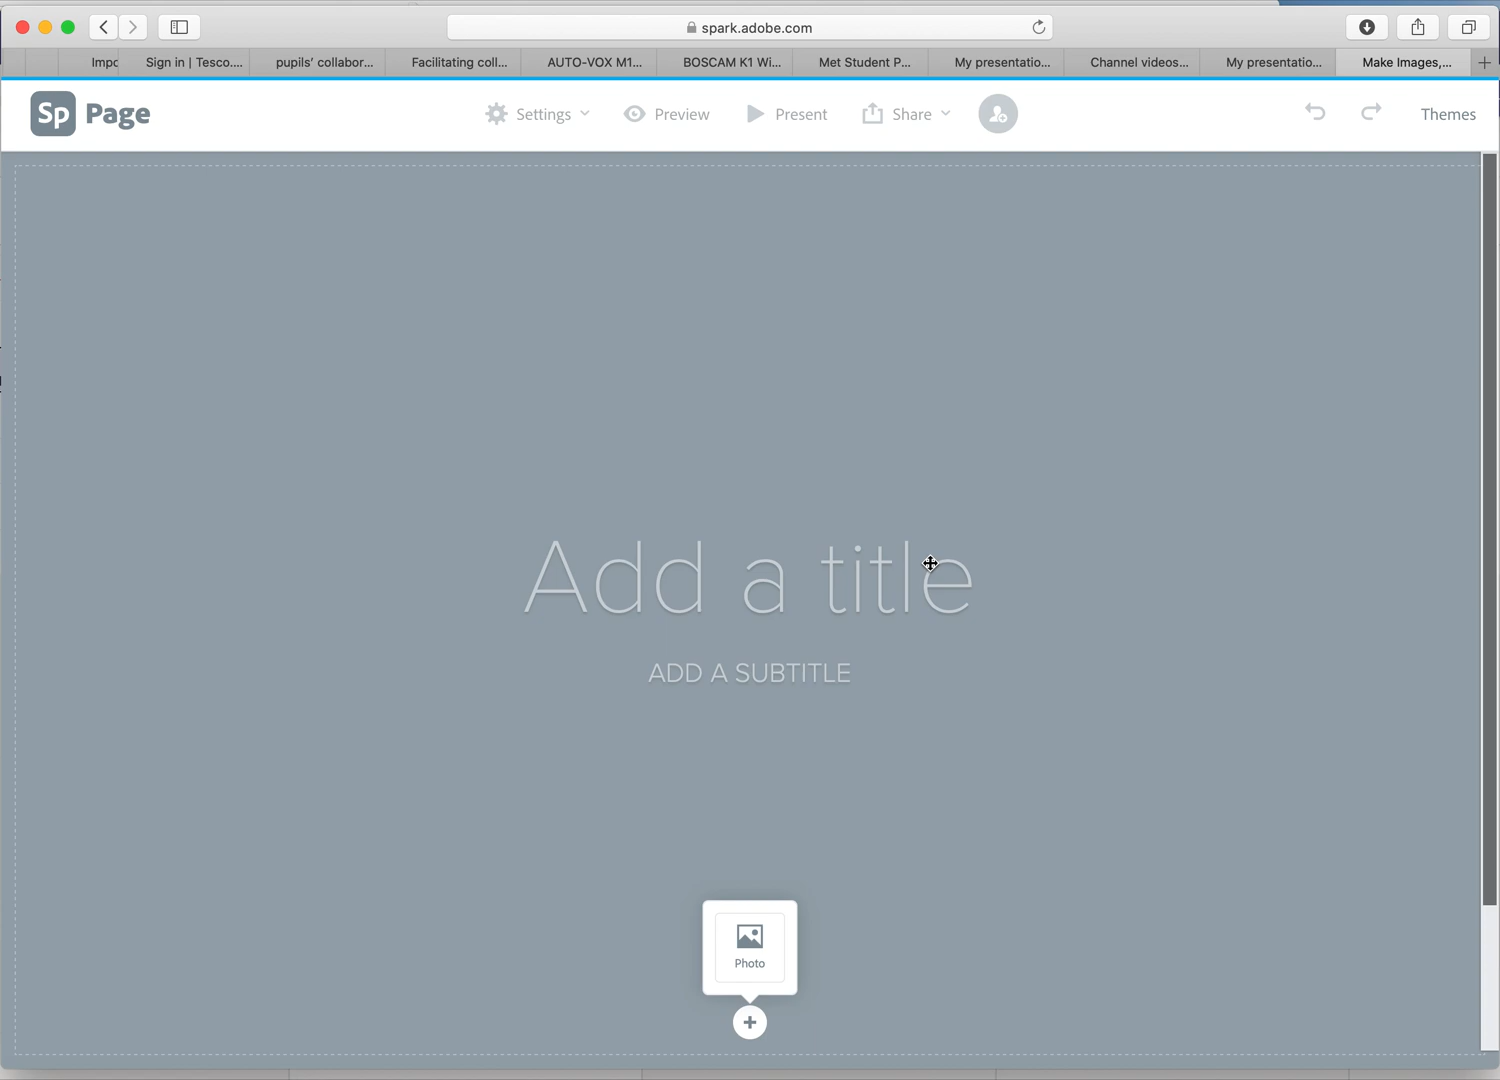 spark.adobe.com
Impc
Sign in | Tesco....
pupils' collabor...
Facilitating coll...
AUTO-VOX M1...
BOSCAM K1 Wi...
Met Student P...
My presentatio...
Channel videos...
My presentatio...
Make Images,...
Sp Page
Settings
Preview
Present
Share
Themes
Add a title
ADD A SUBTITLE
Photo